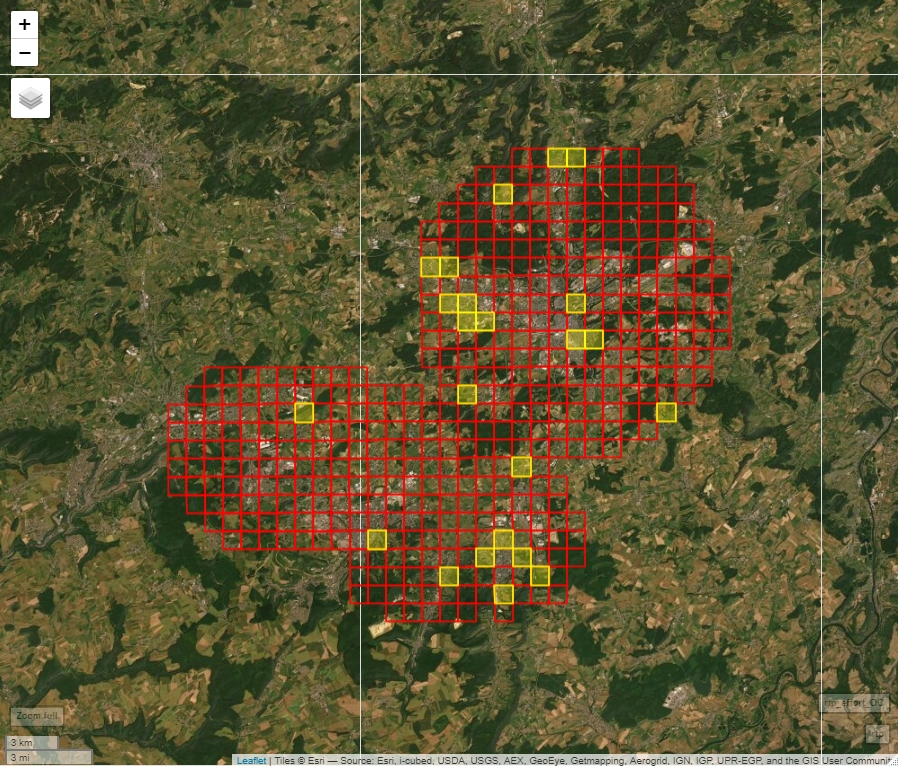 +
−
Zoom full
3 km
3 mi
Leaflet | Tiles © Esri — Source: Esri, i-cubed, USDA, USGS, AEX, GeoEye, Getmapping, Aerogrid, IGN, IGP, UPR-EGP, and the GIS User Commun